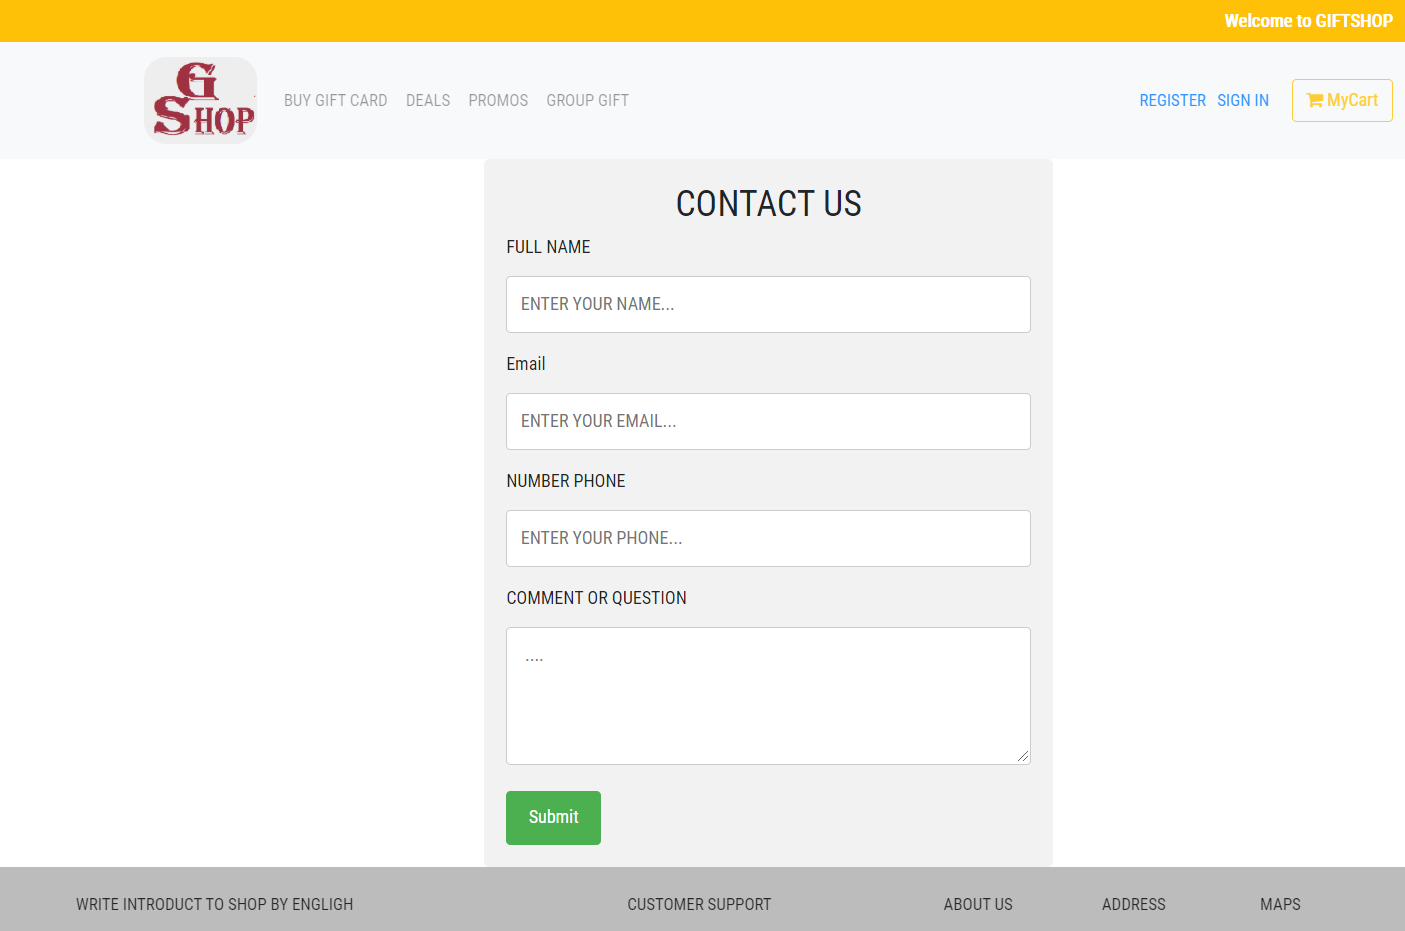 Welcome to GIFTSHOP
G
SHOP
BUY GIFT CARD DEALS PROMOS GROUP GIFT REGISTER SIGN IN MyCart
CONTACT US
FULL NAME
ENTER YOUR NAME...
Email
ENTER YOUR EMAIL...
NUMBER PHONE
ENTER YOUR PHONE...
COMMENT OR QUESTION
....
Submit
WRITE INTRODUCT TO SHOP BY ENGLIGH CUSTOMER SUPPORT ABOUT US ADDRESS MAPS